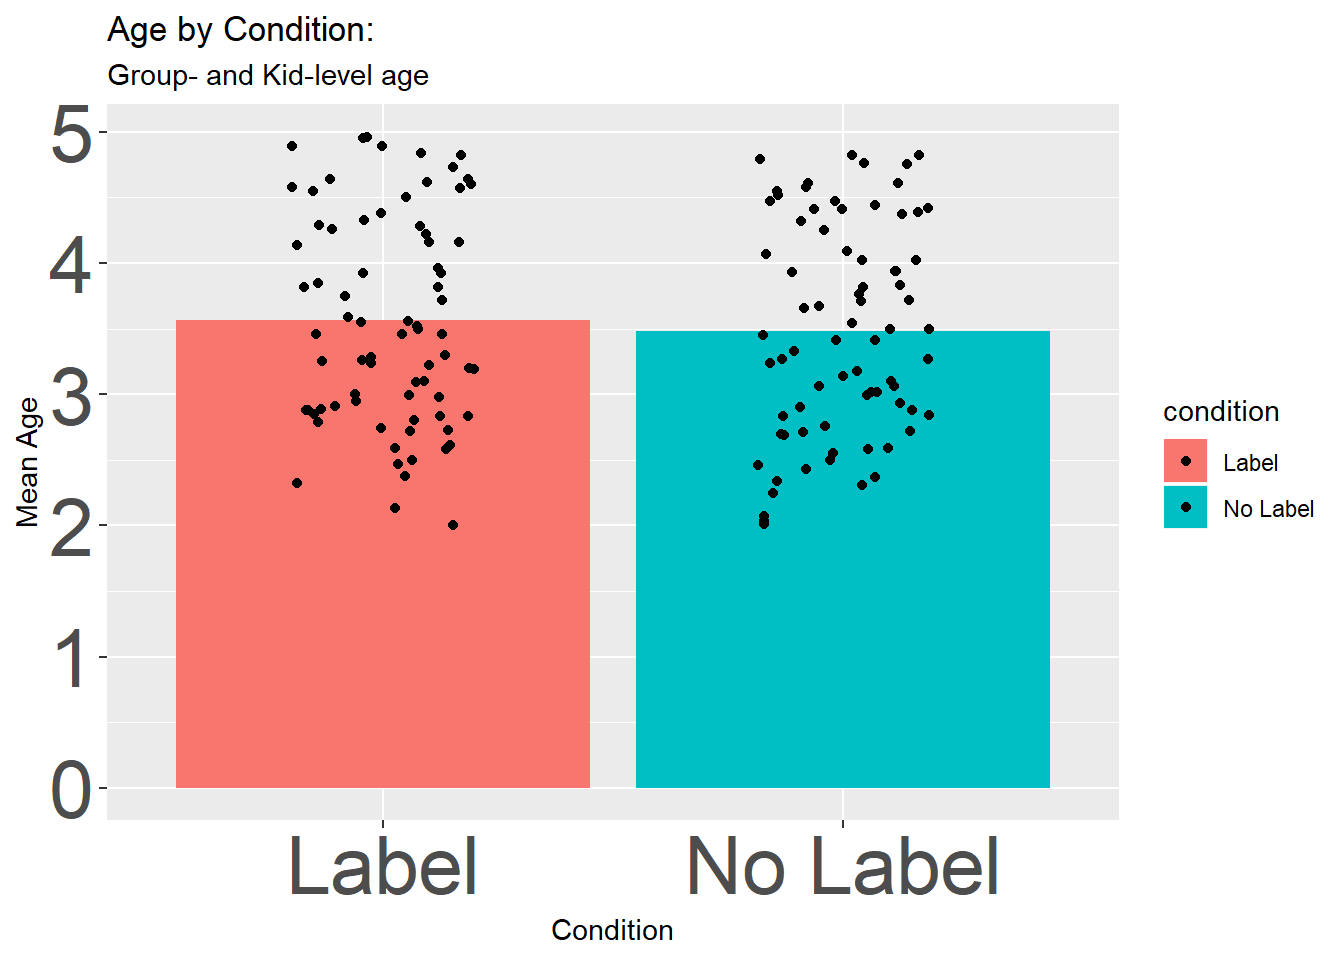 Age by Condition:
Group- and Kid-level age
5
4
3
2
1
0
Mean Age
Label
No Label
Condition
condition
Label
No Label